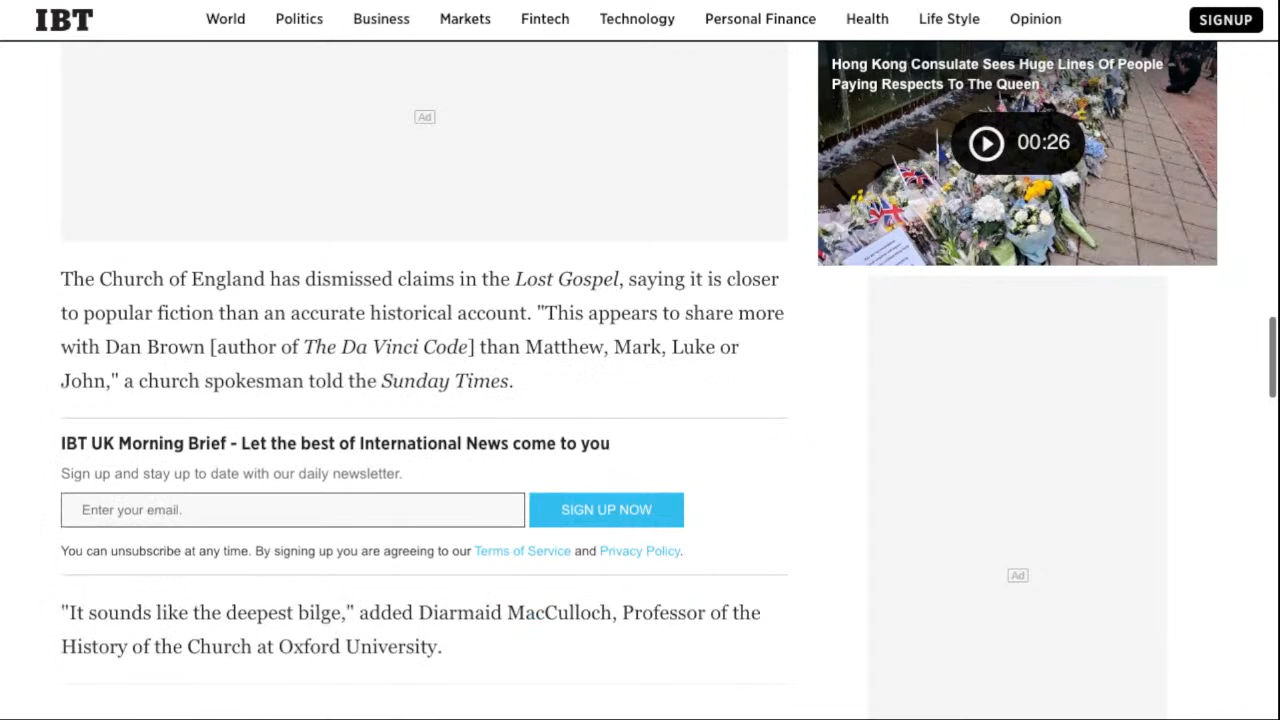 IBT
World Politics Business Markets Fintech Technology Personal Finance Health Life Style Opinion
SIGNUP
Ad
Hong Kong Consulate Sees Huge Lines Of People
Paying Respects To The Queen
00:26
The Church of England has dismissed claims in the Lost Gospel, saying it is closer
to popular fiction than an accurate historical account. "This appears to share more
with Dan Brown [author of The Da Vinci Code] than Matthew, Mark, Luke or
John," a church spokesman told the Sunday Times.
IBT UK Morning Brief - Let the best of International News come to you
Sign up and stay up to date with our daily newsletter.
Enter your email.
SIGN UP NOW
You can unsubscribe at any time. By signing up you are agreeing to our Terms of Service and Privacy Policy.
Ad
"It sounds like the deepest bilge," added Diarmaid MacCulloch, Professor of the
History of the Church at Oxford University.